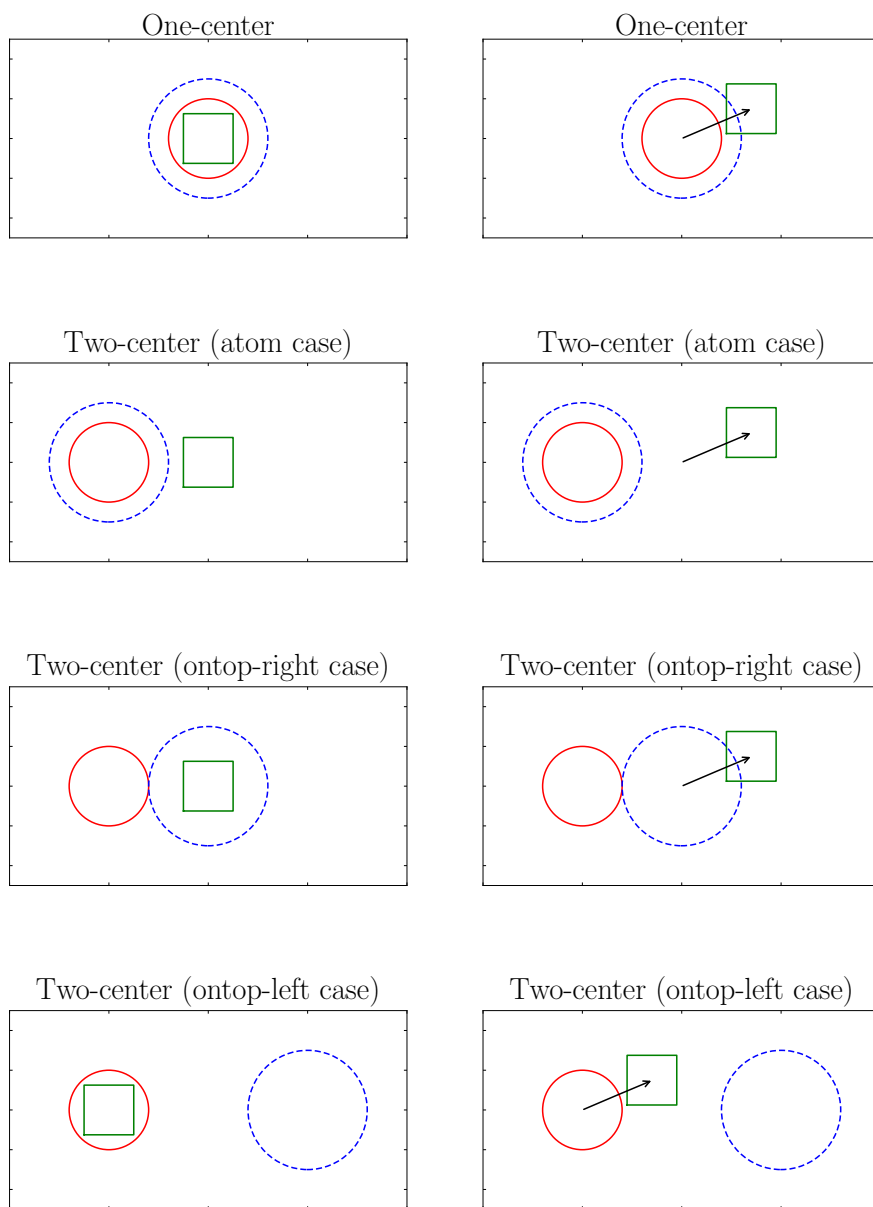 One-center
One-center
Two-center (atom case)
Two-center (atom case)
Two-center (ontop-right case)
Two-center (ontop-right case)
Two-center (ontop-left case)
Two-center (ontop-left case)